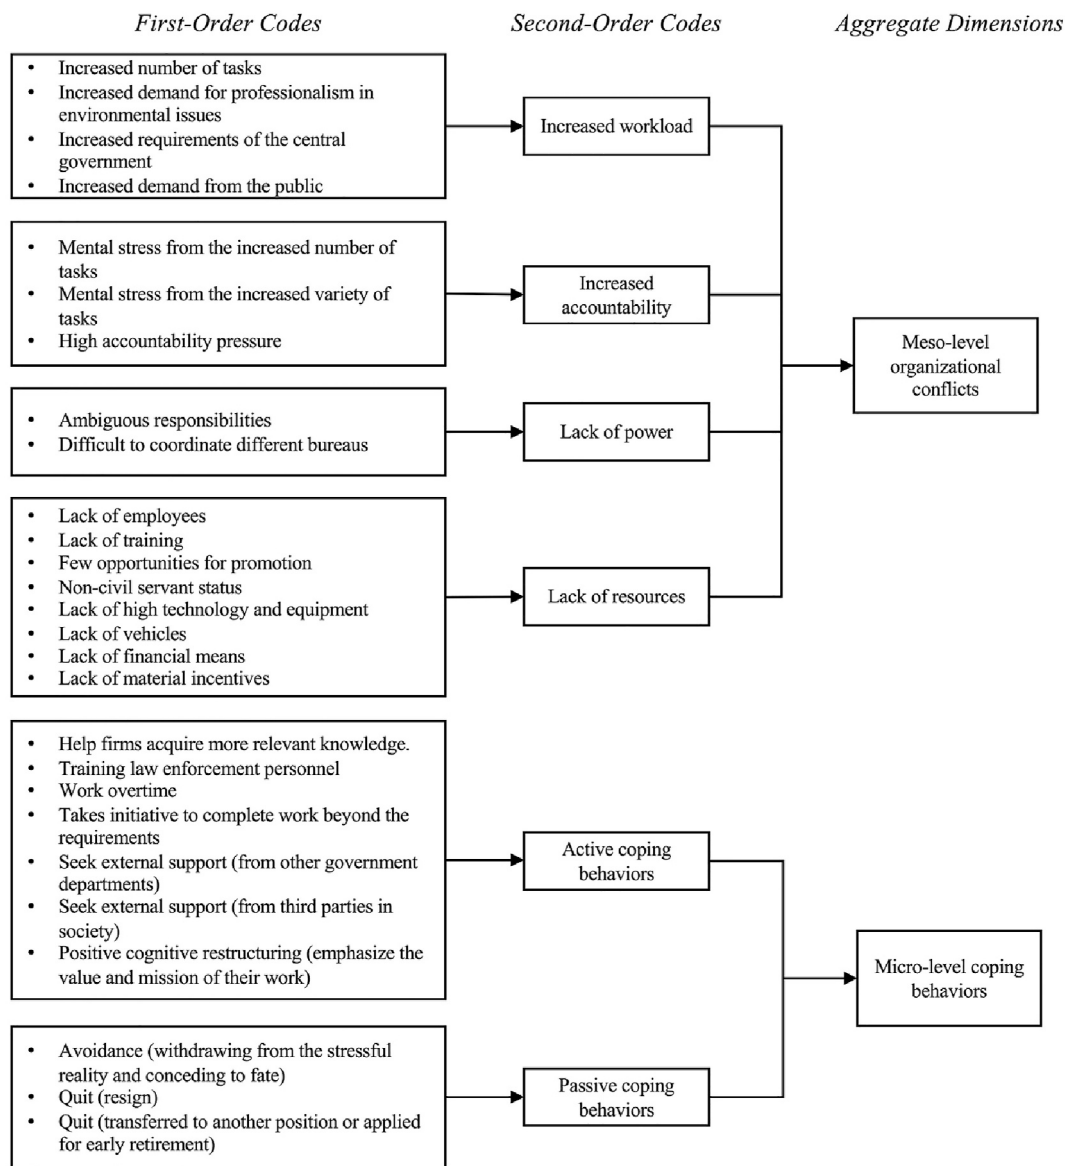 First-Order Codes
Second-Order Codes
Aggregate Dimensions
• Increased number of tasks
• Increased demand for professionalism in
environmental issues
• Increased requirements of the central
government
• Increased demand from the public
Increased workload
• Mental stress from the increased number of
tasks
• Mental stress from the increased variety of
tasks
• High accountability pressure
Increased
accountability
• Ambiguous responsibilities
• Difficult to coordinate different bureaus
Lack of power
• Lack of employees
• Lack of training
• Few opportunities for promotion
• Non-civil servant status
• Lack of high technology and equipment
• Lack of vehicles
• Lack of financial means
• Lack of material incentives
Lack of resources
Meso-level
organizational
conflicts
• Help firms acquire more relevant knowledge.
• Training law enforcement personnel
• Work overtime
• Takes initiative to complete work beyond the
requirements
• Seek external support (from other government
departments)
• Seek external support (from third parties in
society)
• Positive cognitive restructuring (emphasize the
value and mission of their work)
Active coping
behaviors
• Avoidance (withdrawing from the stressful
reality and conceding to fate)
• Quit (resign)
• Quit (transferred to another position or applied
for early retirement)
Passive coping
behaviors
Micro-level coping
behaviors